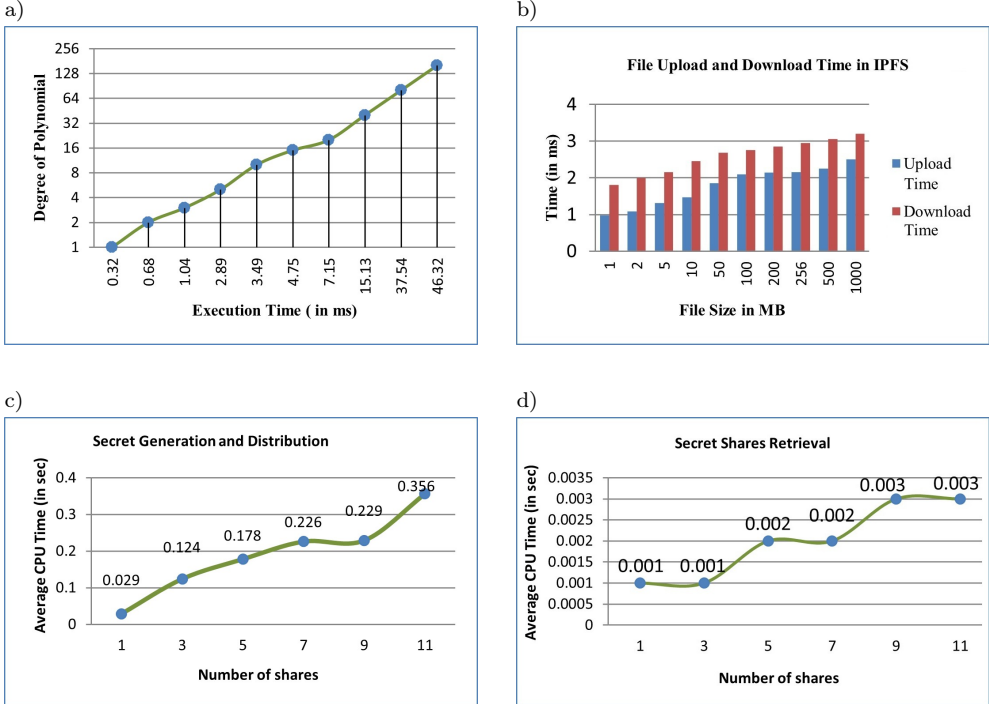 a)
256
128
64
32
16
8
4
2
1
Degree of Polynomial
0.32 0.68 1.04 2.89 3.49 4.75 7.15 15.13 37.54 46.32
Execution Time ( in ms)
b)
File Upload and Download Time in IPFS
4
3
2
1
0
Time (in ms)
1 2 5 10 50 100 200 256 500 1000
File Size in MB
Upload
Time
Download
Time
c)
Secret Generation and Distribution
0.4
0.3
0.2
0.1
0
Average CPU Time (in sec)
0.029
0.124
0.178
0.226
0.229
0.356
1 3 5 7 9 11
Number of shares
d)
Secret Shares Retrieval
0.0035
0.003
0.0025
0.002
0.0015
0.001
0.0005
0
Average CPU Time (in sec)
0.001
0.001
0.002
0.002
0.003
0.003
1 3 5 7 9 11
Number of shares